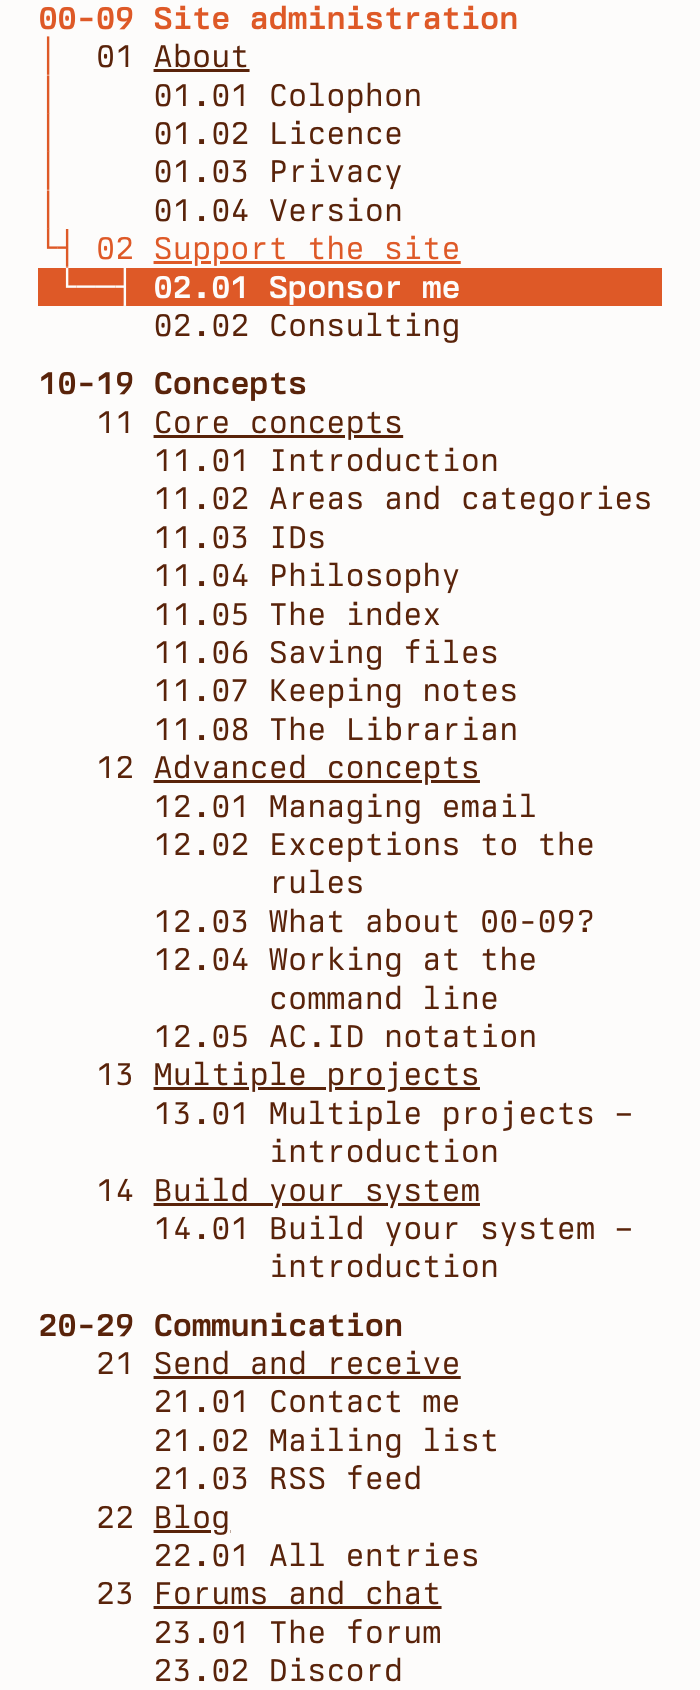 00-09 Site administration
01 About
01.01 Colophon
01.02 Licence
01.03 Privacy
01.04 Version
02 Support the site
02.01 Sponsor me
02.02 Consulting
10-19 Concepts
11 Core concepts
11.01 Introduction
11.02 Areas and categories
11.03 IDs
11.04 Philosophy
11.05 The index
11.06 Saving files
11.07 Keeping notes
11.08 The Librarian
12 Advanced concepts
12.01 Managing email
12.02 Exceptions to the
rules
12.03 What about 00-09?
12.04 Working at the
command line
12.05 AC.ID notation
13 Multiple projects
13.01 Multiple projects –
introduction
14 Build your system
14.01 Build your system –
introduction
20-29 Communication
21 Send and receive
21.01 Contact me
21.02 Mailing list
21.03 RSS feed
22 Blog
22.01 All entries
23 Forums and chat
23.01 The forum
23.02 Discord